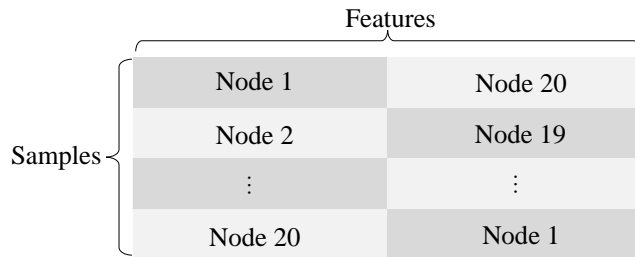 Features
Node 1 Node 20
Node 2 Node 19
Samples
⋮ ⋮
Node 20 Node 1